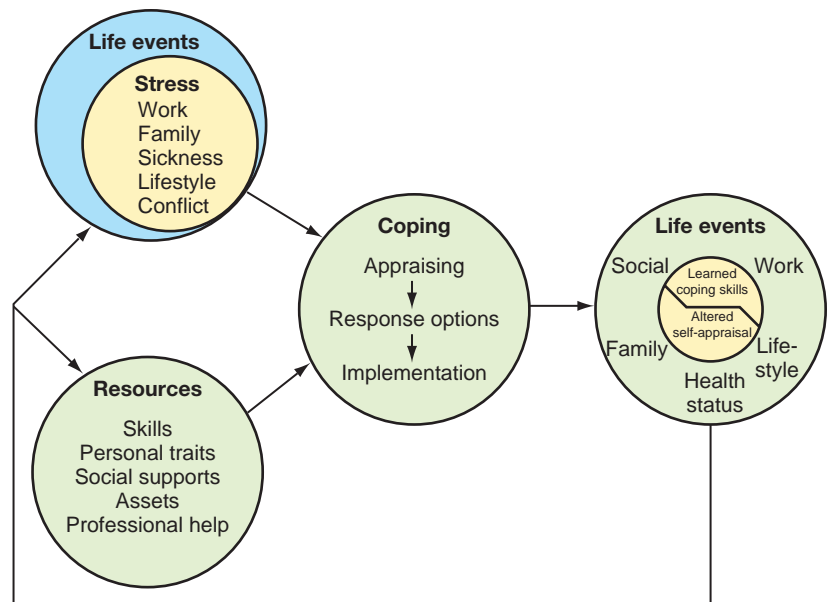 Life events
Stress
Work
Family
Sickness
Lifestyle
Conflict
Resources
Skills
Personal traits
Social supports
Assets
Professional help
Coping
Appraising
Response options
Implementation
Life events
Social
Work
Learned
coping skills
Altered
self-appraisal
Family
Life-
style
Health
status